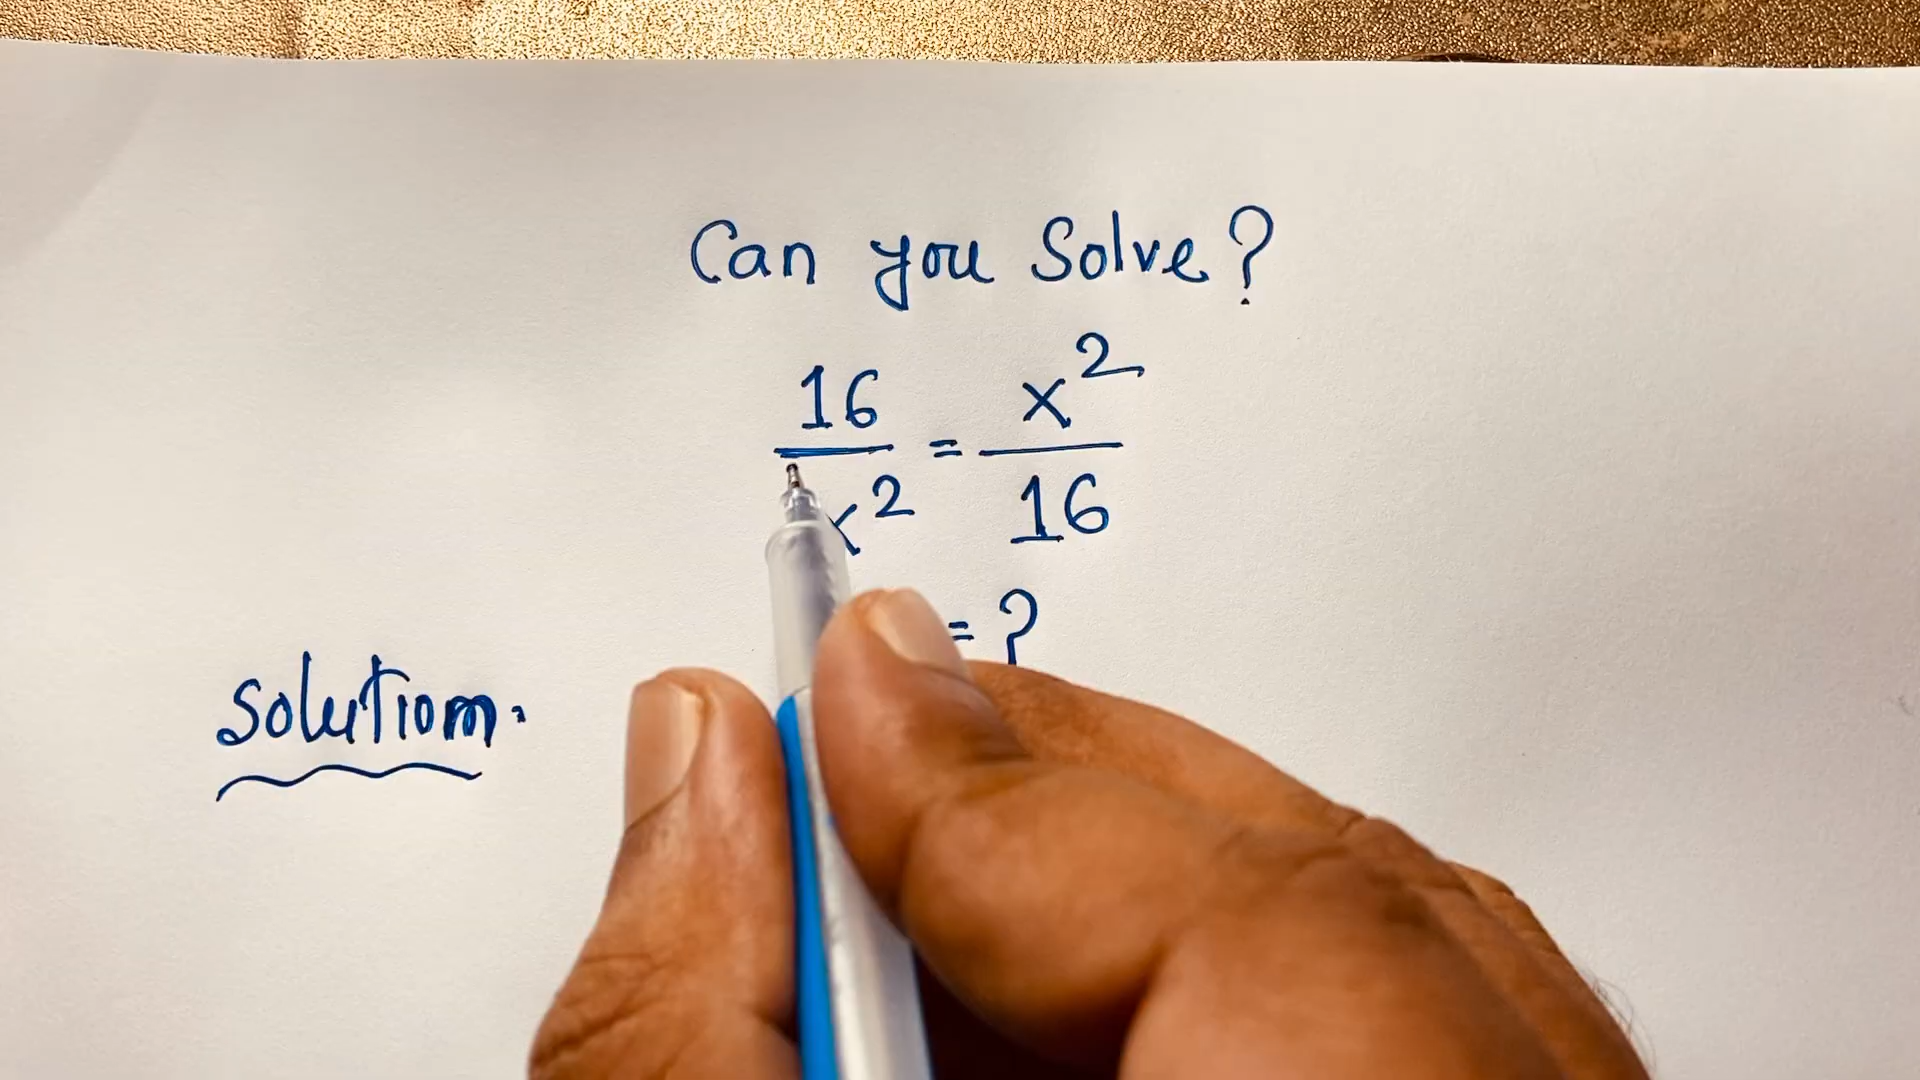 Can you Solve?
16/x² = x²/16
= ?
Solution.